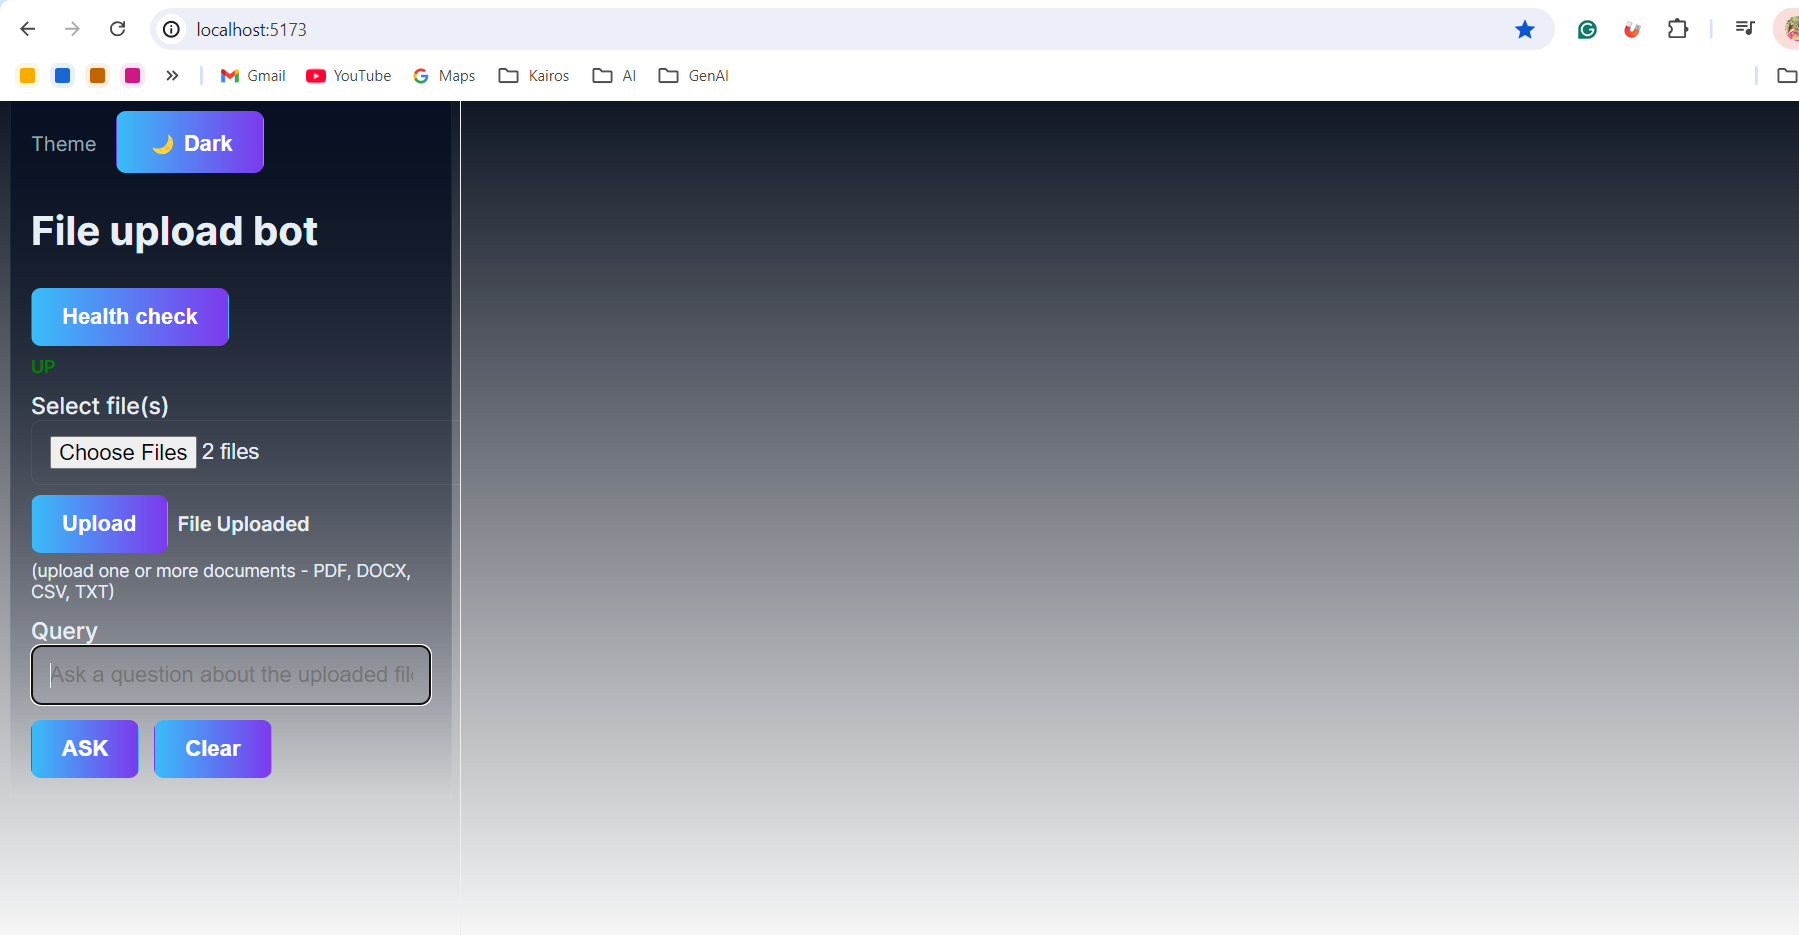 localhost:5173
Gmail YouTube Maps Kairos AI GenAI
Theme 🌙 Dark
File upload bot
Health check
UP
Select file(s)
Choose Files 2 files
Upload File Uploaded
(upload one or more documents - PDF, DOCX,
CSV, TXT)
Query
Ask a question about the uploaded fil
ASK Clear